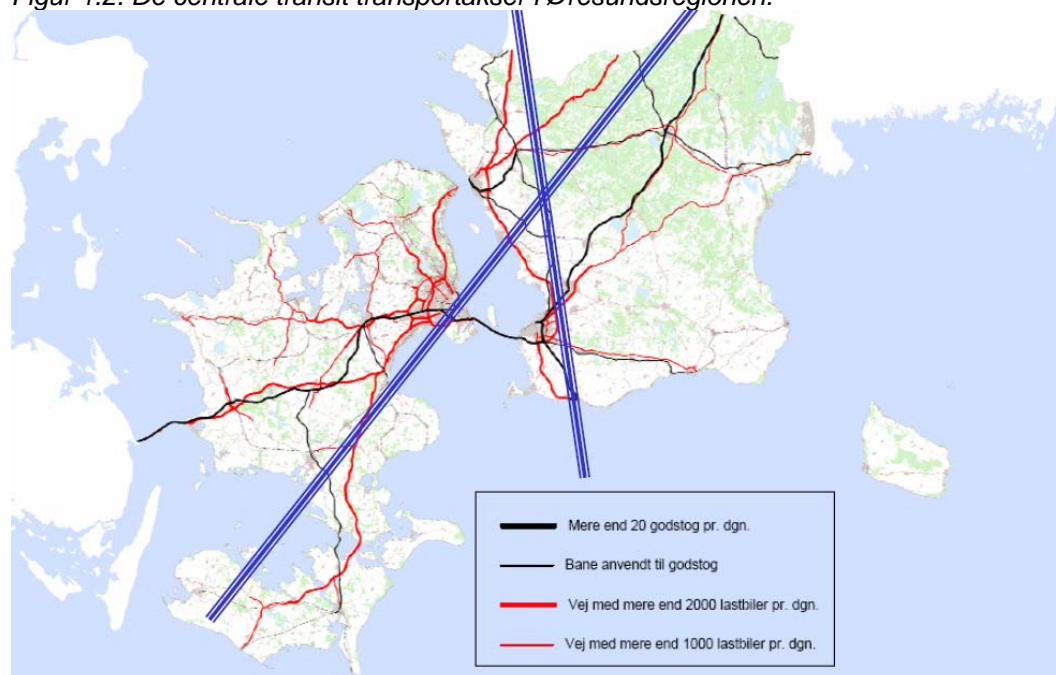 Figur 1.2. De centrale transit transportakser i Øresundsregionen.
Mere end 20 godstog pr. dgn.
Bane anvendt til godstog
Vej med mere end 2000 lastbiler pr. dgn.
Vej med mere end 1000 lastbiler pr. dgn.